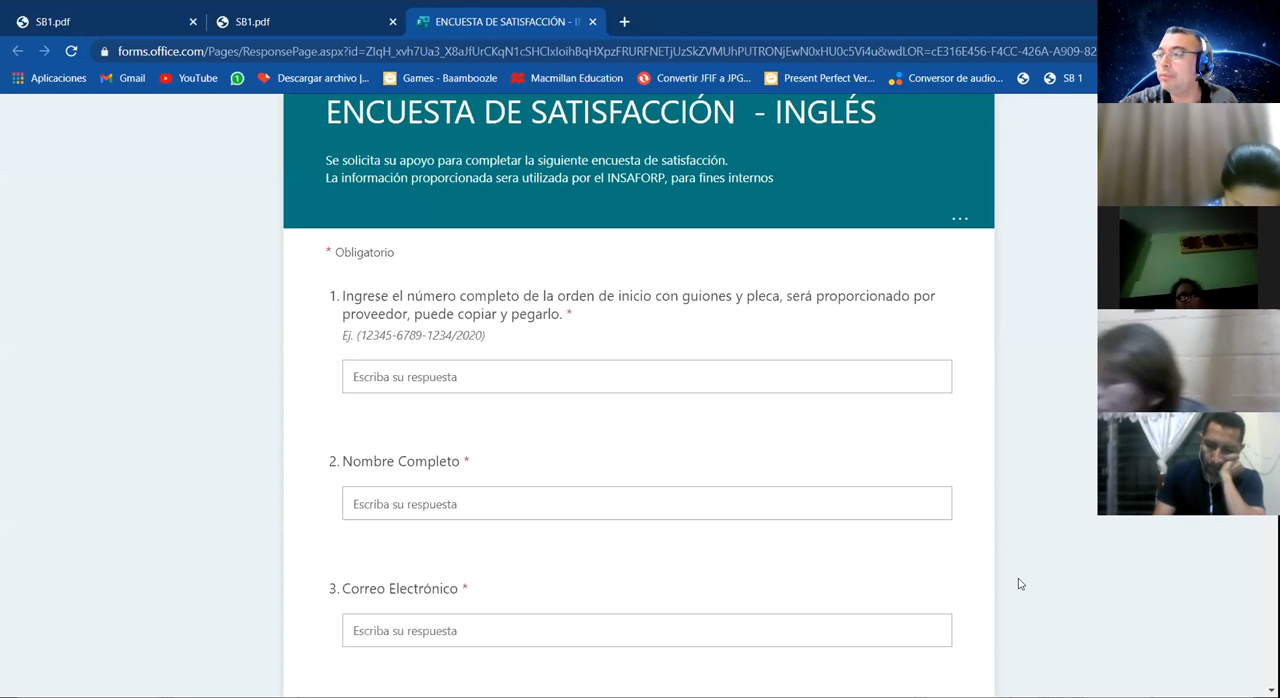 SB1.pdf
SB1.pdf
ENCUESTA DE SATISFACCIÓN - I
forms.office.com/Pages/ResponsePage.aspx?id=ZIqH_xvh7Ua3_X8aJfUrCKqN1cSHCIxIoihBqHXpzFRURFNETjUzSkZVMUhPUTRONjEwN0xHU0c5Vi4u&wdLOR=cE316E456-F4CC-426A-A909-82
Aplicaciones
Gmail
YouTube
Descargar archivo |...
Games - Baamboozle
Macmillan Education
Convertir JFIF a JPG...
Present Perfect Ver...
Conversor de audio...
SB 1
ENCUESTA DE SATISFACCIÓN - INGLÉS
Se solicita su apoyo para completar la siguiente encuesta de satisfacción.
La información proporcionada sera utilizada por el INSAFORP, para fines internos
...
* Obligatorio
1. Ingrese el número completo de la orden de inicio con guiones y pleca, será proporcionado por
proveedor, puede copiar y pegarlo. *
Ej. (12345-6789-1234/2020)
Escriba su respuesta
2. Nombre Completo *
Escriba su respuesta
3. Correo Electrónico *
Escriba su respuesta